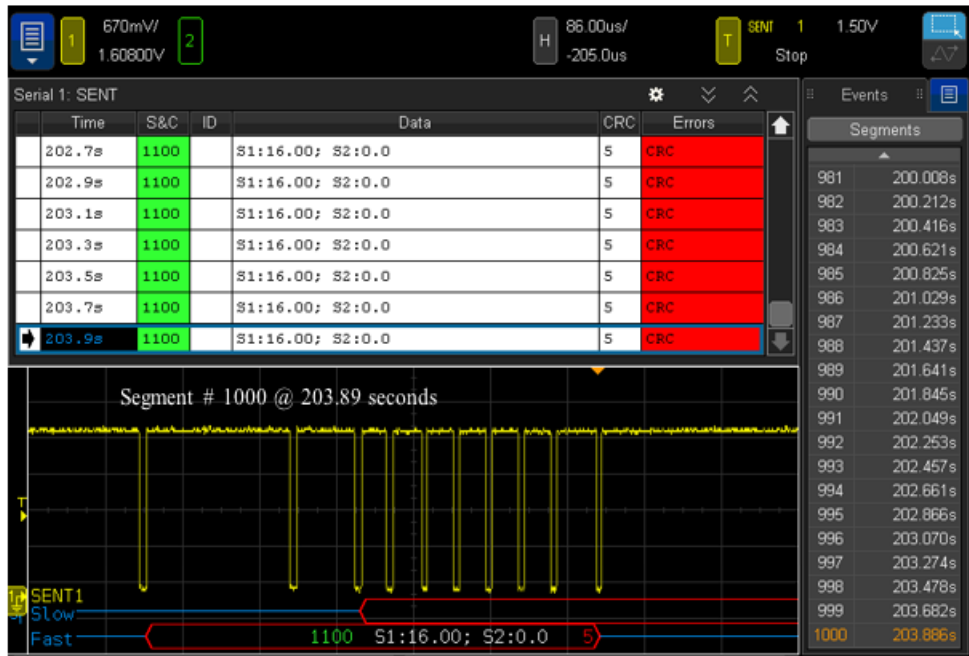 1
670mV/
1.60800V
2
H
86.00us/
-205.0us
T
SENT 1 1.50V
Stop
Serial 1: SENT
Time S&C ID Data CRC Errors
202.7s 1100 S1:16.00; S2:0.0 5 CRC
202.9s 1100 S1:16.00; S2:0.0 5 CRC
203.1s 1100 S1:16.00; S2:0.0 5 CRC
203.3s 1100 S1:16.00; S2:0.0 5 CRC
203.5s 1100 S1:16.00; S2:0.0 5 CRC
203.7s 1100 S1:16.00; S2:0.0 5 CRC
203.9s 1100 S1:16.00; S2:0.0 5 CRC
Segment # 1000 @ 203.89 seconds
T
SENT1
Slow
Fast 1100 S1:16.00; S2:0.0 5
Events
Segments
981 200.008s
982 200.212s
983 200.416s
984 200.621s
985 200.825s
986 201.029s
987 201.233s
988 201.437s
989 201.641s
990 201.845s
991 202.049s
992 202.253s
993 202.457s
994 202.661s
995 202.866s
996 203.070s
997 203.274s
998 203.478s
999 203.682s
1000 203.886s